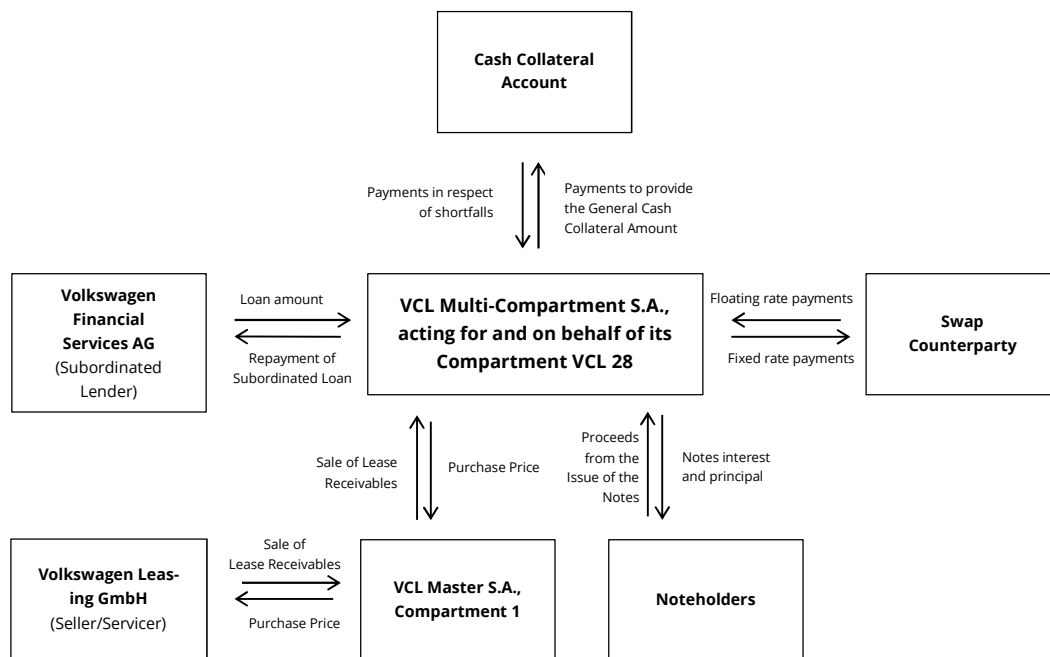 Cash Collateral
Account
Payments in respect
of shortfalls
Payments to provide
the General Cash
Collateral Amount
Volkswagen
Financial
Services AG
(Subordinated
Lender)
Loan amount
Repayment of
Subordinated Loan
VCL Multi-Compartment S.A.,
acting for and on behalf of its
Compartment VCL 28
Floating rate payments
Fixed rate payments
Swap
Counterparty
Sale of Lease
Receivables
Purchase Price
Proceeds
from the
Issue of the
Notes
Notes interest
and principal
Volkswagen Leas-
ing GmbH
(Seller/Servicer)
Sale of
Lease Receivables
Purchase Price
VCL Master S.A.,
Compartment 1
Noteholders